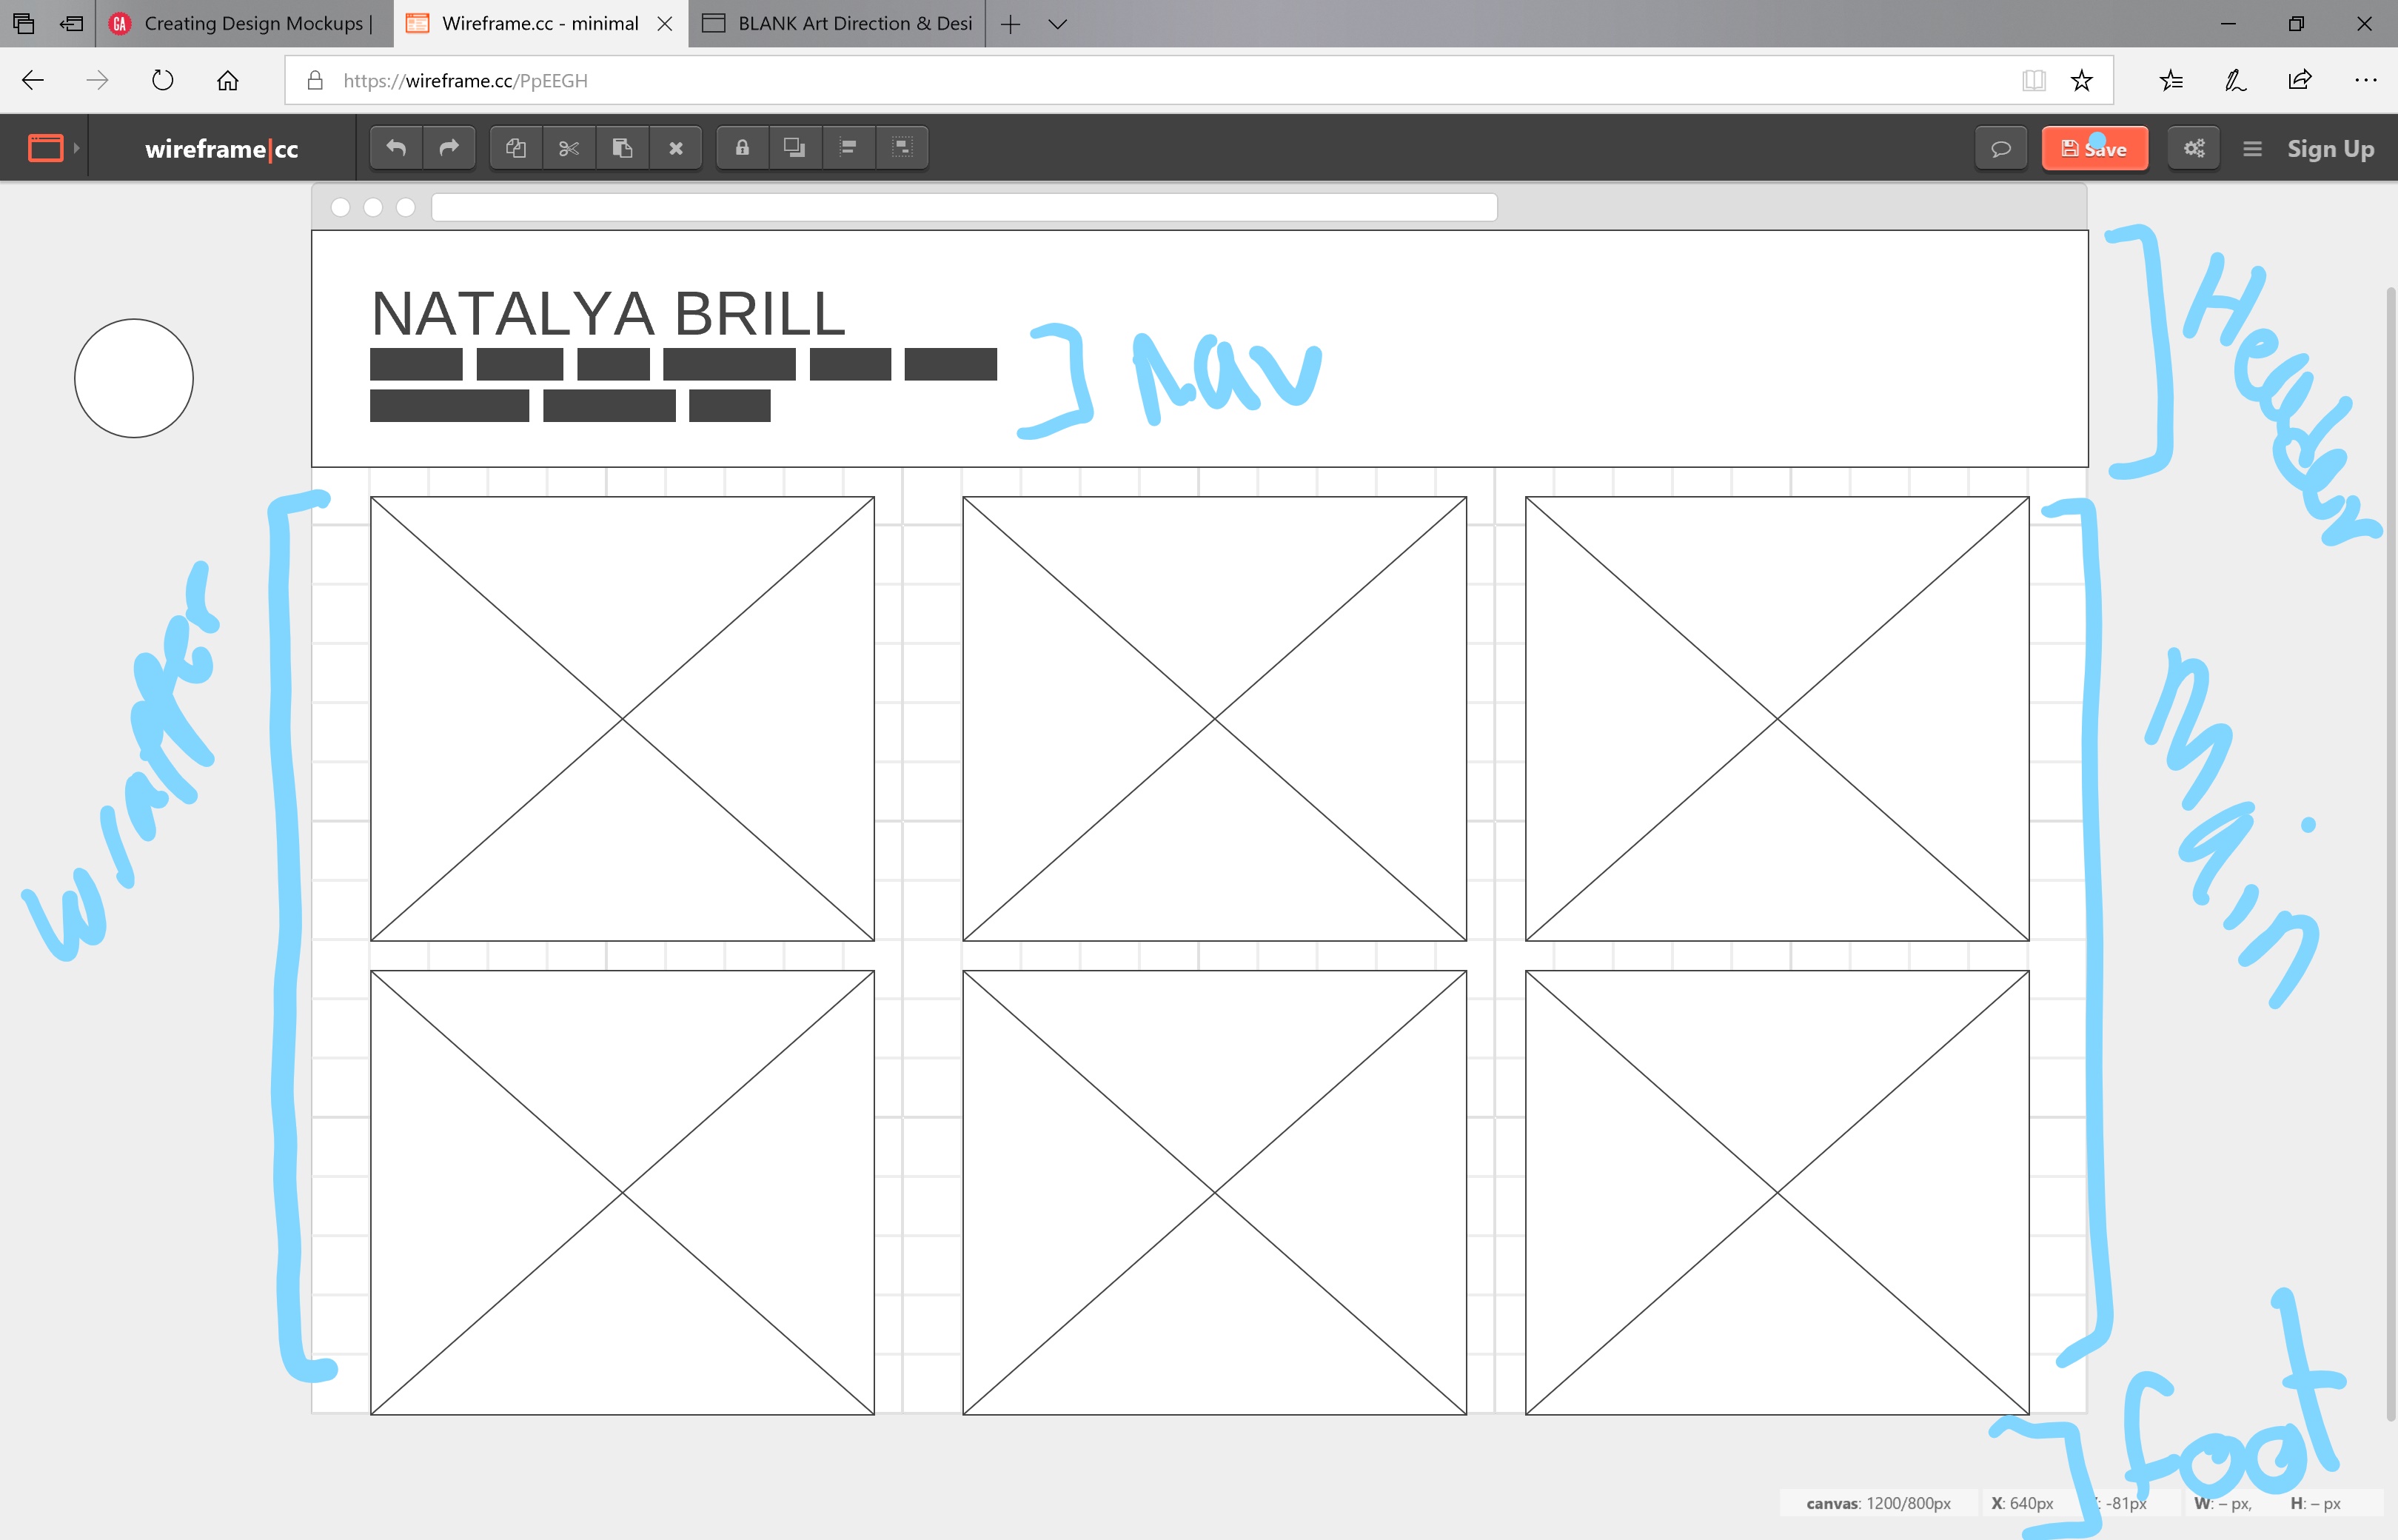 Creating Design Mockups |
Wireframe.cc - minimal
BLANK Art Direction & Desi
https://wireframe.cc/PpEEGH
wireframe|cc
Save
Sign Up
NATALYA BRILL
Nav
Header
Wrapper
Main
foot
canvas: 1200/800px X: 640px : -81px W: – px, H: – px